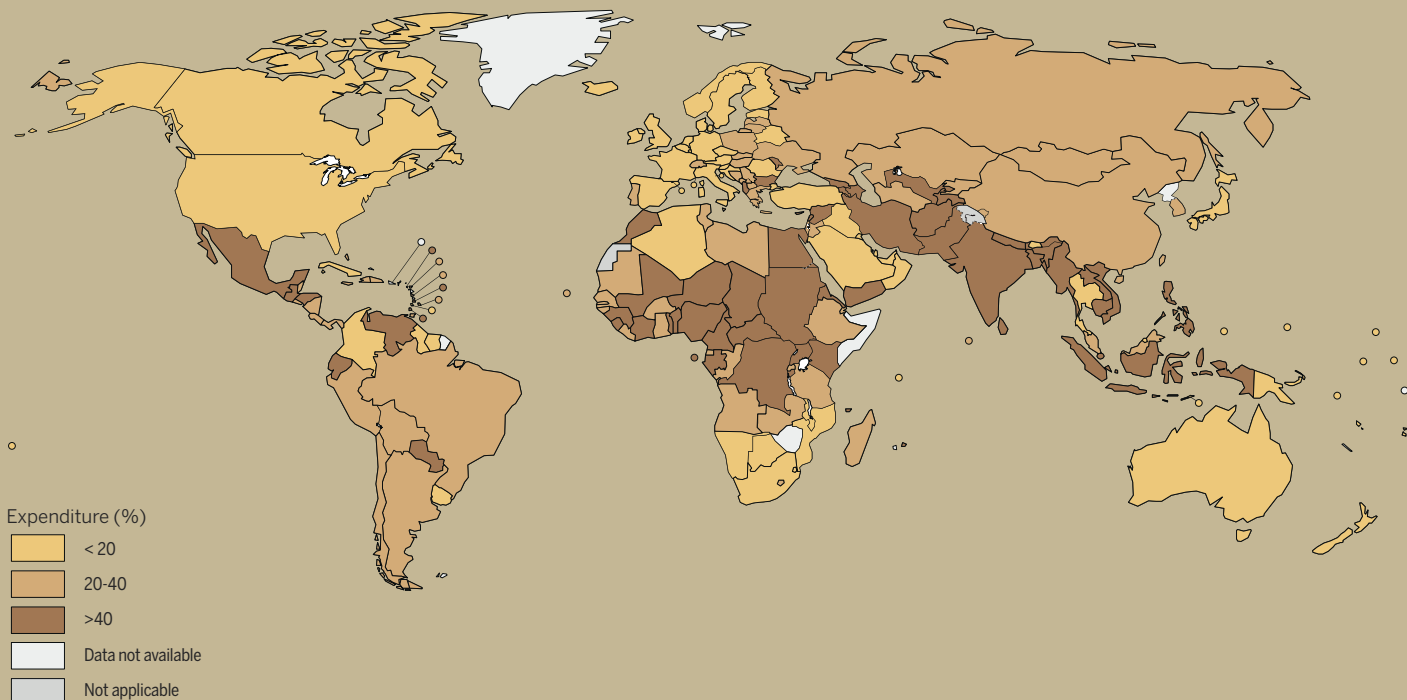 Expenditure (%)
< 20
20-40
>40
Data not available
Not applicable